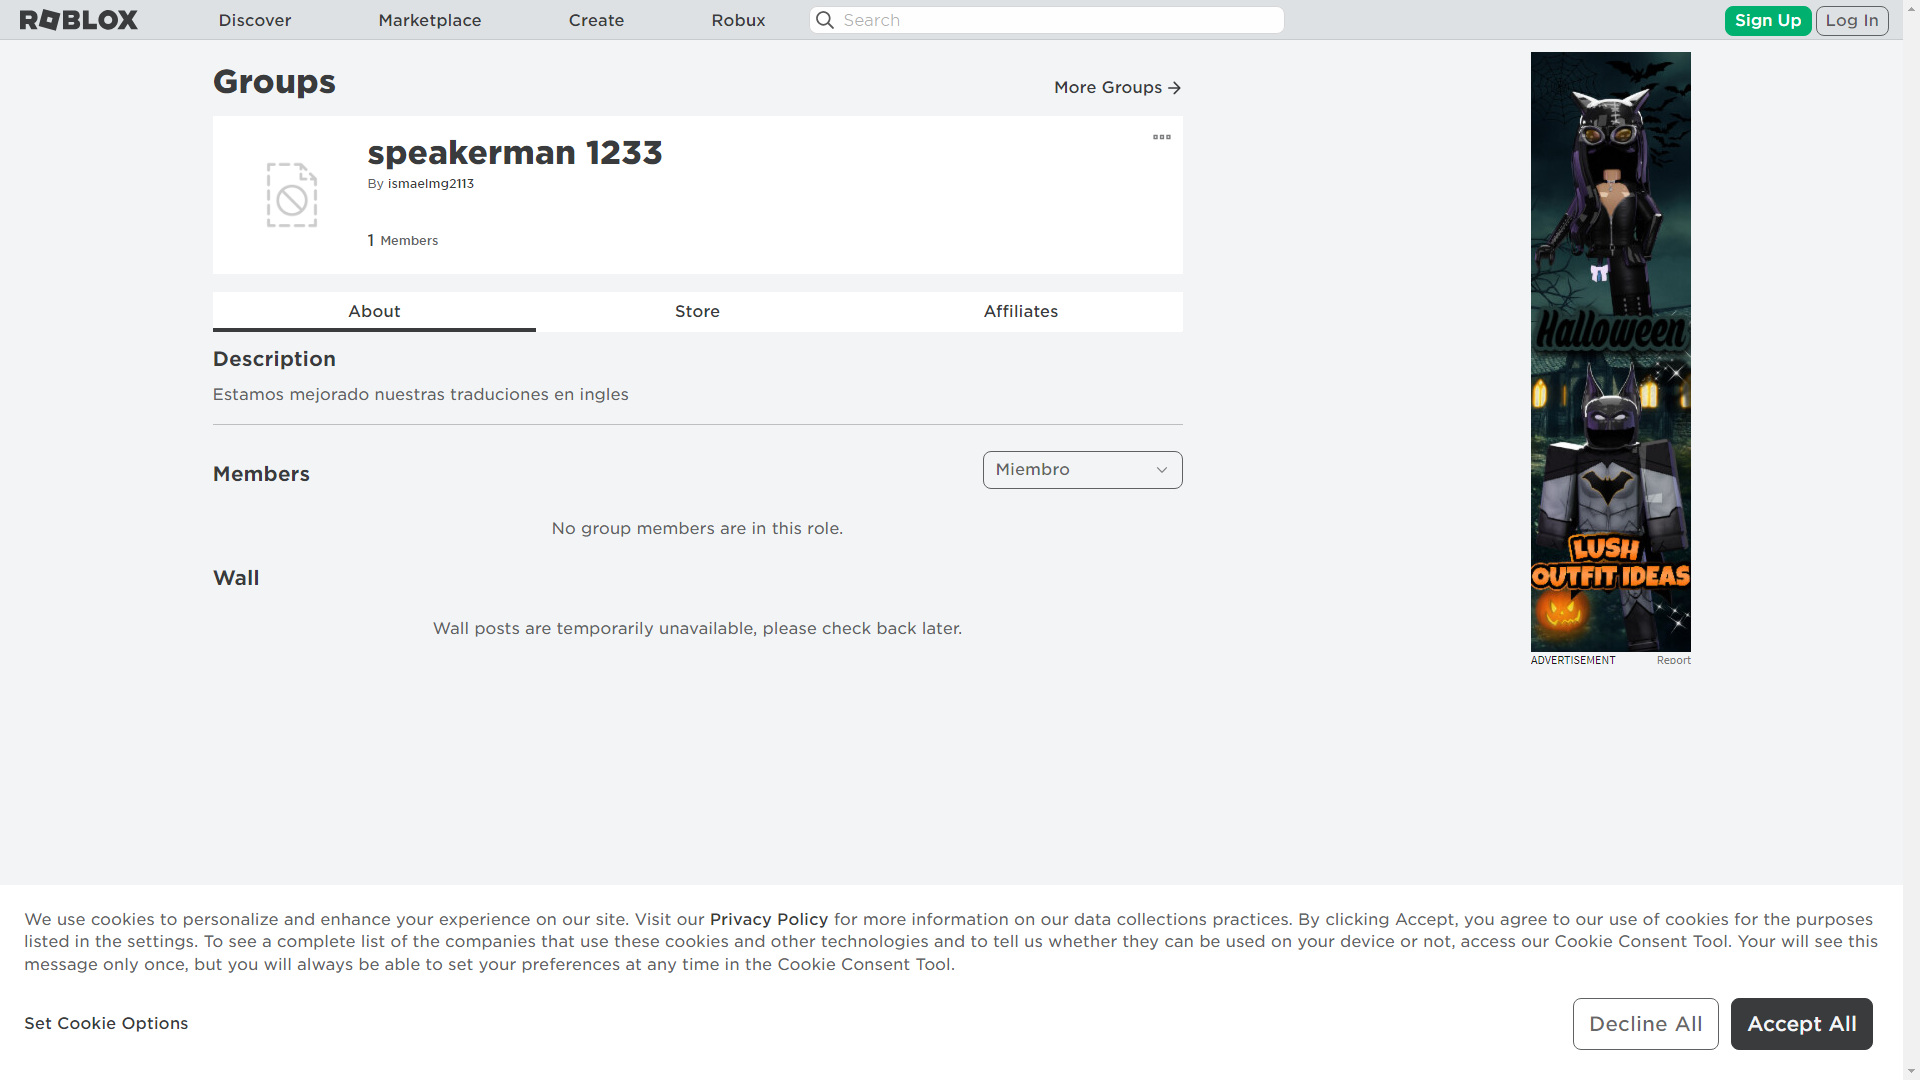 ROBLOX
Discover
Marketplace
Create
Robux
Search
Sign Up
Log In
Groups
More Groups
speakerman 1233
By ismaelmg2113
1 Members
About
Store
Affiliates
Description
Estamos mejorado nuestras traduciones en ingles
Members
Miembro
No group members are in this role.
Wall
Wall posts are temporarily unavailable, please check back later.
Halloween
LUSH
OUTFIT IDEAS
ADVERTISEMENT
Report
We use cookies to personalize and enhance your experience on our site. Visit our Privacy Policy for more information on our data collections practices. By clicking Accept, you agree to our use of cookies for the purposes
listed in the settings. To see a complete list of the companies that use these cookies and other technologies and to tell us whether they can be used on your device or not, access our Cookie Consent Tool. Your will see this
message only once, but you will always be able to set your preferences at any time in the Cookie Consent Tool.
Set Cookie Options
Decline All
Accept All